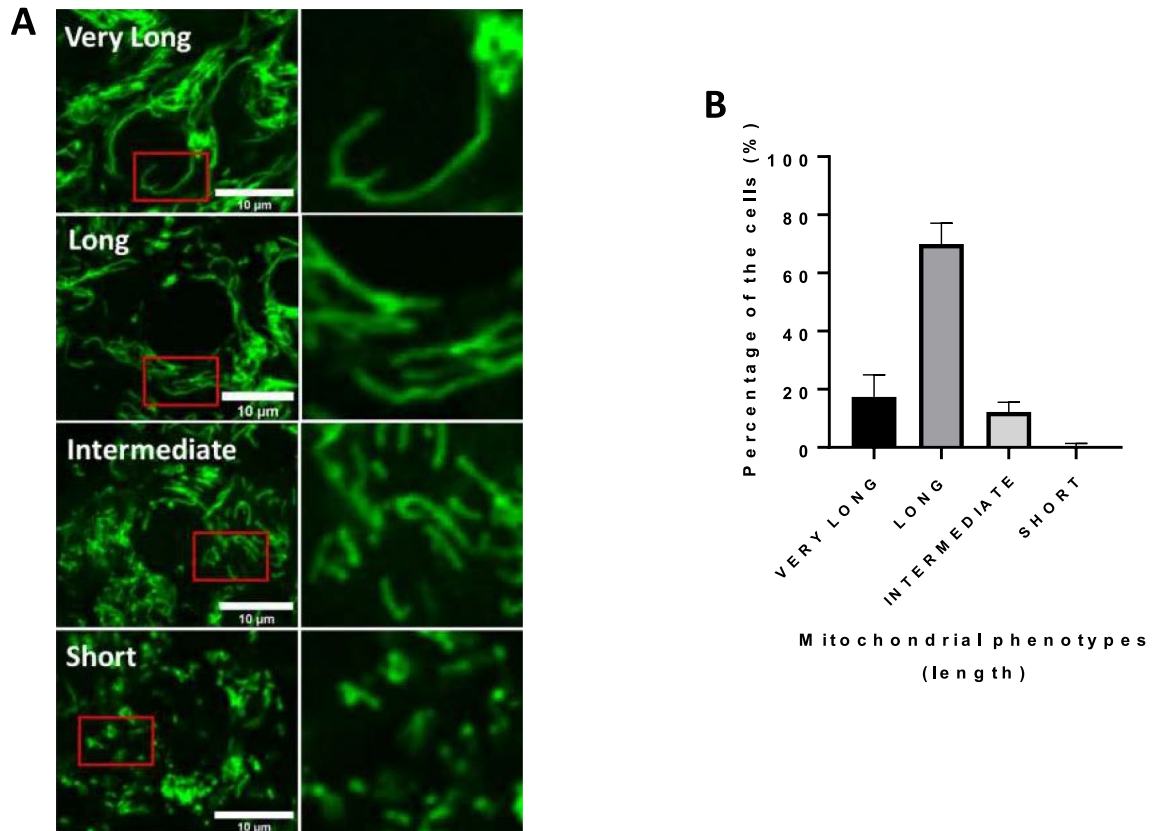 A
Very Long
10 µm
Long
10 µm
Intermediate
10 µm
Short
10 µm
B
Percentage of the cells (%)
100
80
60
40
20
0
VERY LONG
LONG
INTERMEDIATE
SHORT
Mitochondrial phenotypes
(length)